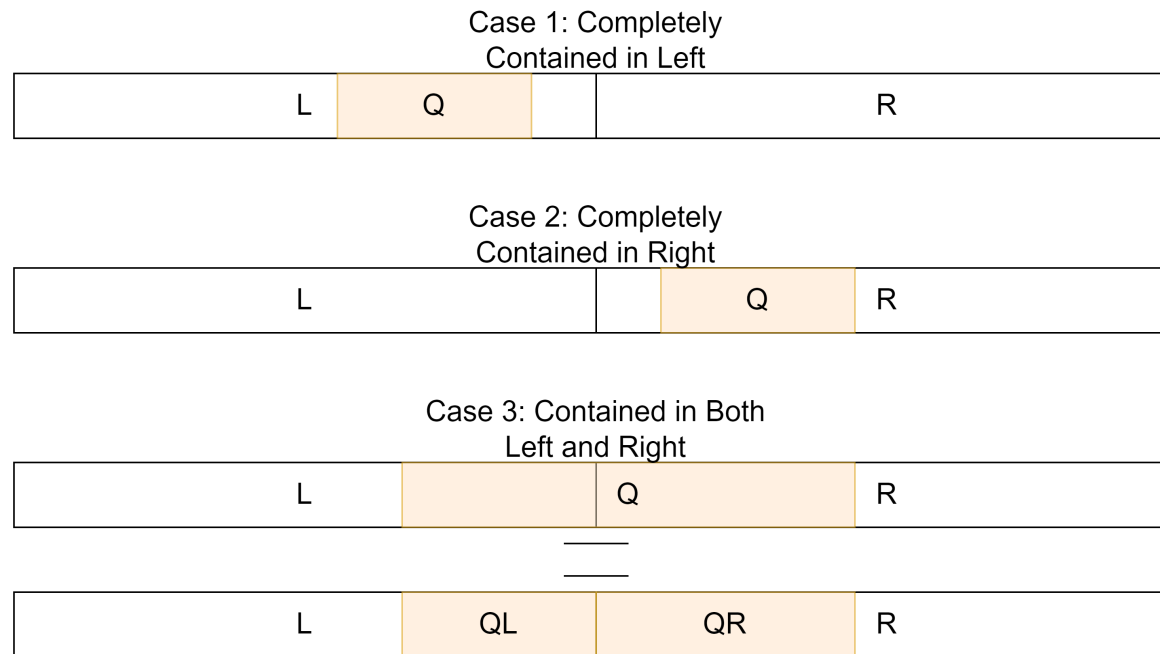 Case 1: Completely
Contained in Left
L Q R
Case 2: Completely
Contained in Right
L Q R
Case 3: Contained in Both
Left and Right
L Q R
L QL QR R